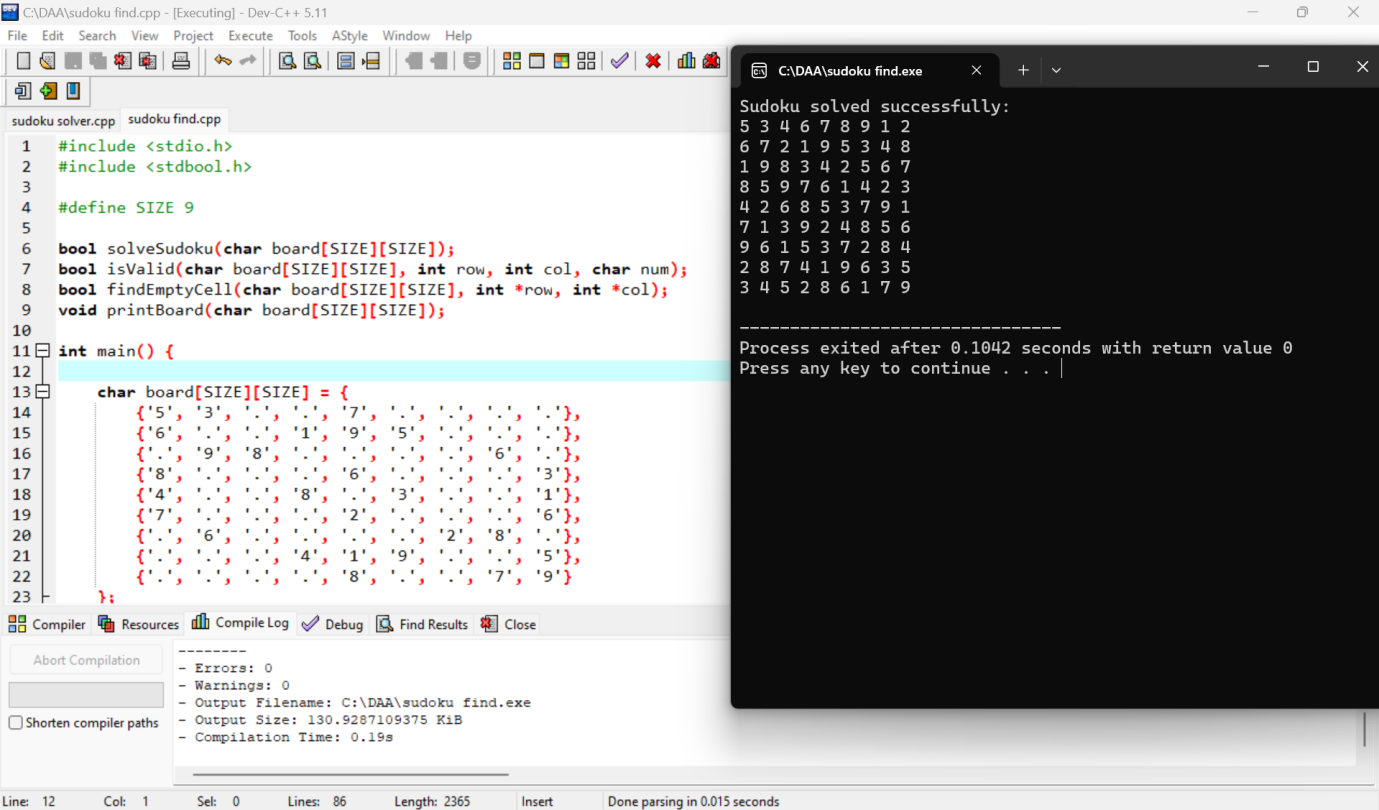 C:\DAA\sudoku find.cpp - [Executing] - Dev-C++ 5.11
File Edit Search View Project Execute Tools AStyle Window Help
sudoku solver.cpp sudoku find.cpp
1 #include <stdio.h>
2 #include <stdbool.h>
3
4 #define SIZE 9
5
6 bool solveSudoku(char board[SIZE][SIZE]);
7 bool isValid(char board[SIZE][SIZE], int row, int col, char num);
8 bool findEmptyCell(char board[SIZE][SIZE], int *row, int *col);
9 void printBoard(char board[SIZE][SIZE]);
10
11 int main() {
12
13 char board[SIZE][SIZE] = {
14 {'5', '3', '.', '.', '7', '.', '.', '.', '.'},
15 {'6', '.', '.', '1', '9', '5', '.', '.', '.'},
16 {'.', '9', '8', '.', '.', '.', '.', '6', '.'},
17 {'8', '.', '.', '.', '6', '.', '.', '.', '3'},
18 {'4', '.', '.', '8', '.', '3', '.', '.', '1'},
19 {'7', '.', '.', '.', '2', '.', '.', '.', '6'},
20 {'.', '6', '.', '.', '.', '.', '2', '8', '.'},
21 {'.', '.', '.', '4', '1', '9', '.', '.', '5'},
22 {'.', '.', '.', '.', '8', '.', '.', '7', '9'}
23 };
C:\DAA\sudoku find.exe
Sudoku solved successfully:
5 3 4 6 7 8 9 1 2
6 7 2 1 9 5 3 4 8
1 9 8 3 4 2 5 6 7
8 5 9 7 6 1 4 2 3
4 2 6 8 5 3 7 9 1
7 1 3 9 2 4 8 5 6
9 6 1 5 3 7 2 8 4
2 8 7 4 1 9 6 3 5
3 4 5 2 8 6 1 7 9
--------------------------------
Process exited after 0.1042 seconds with return value 0
Press any key to continue . . .
Compiler Resources Compile Log Debug Find Results Close
Abort Compilation
Shorten compiler paths
--------
- Errors: 0
- Warnings: 0
- Output Filename: C:\DAA\sudoku find.exe
- Output Size: 130.9287109375 KiB
- Compilation Time: 0.19s
Line: 12 Col: 1 Sel: 0 Lines: 86 Length: 2365 Insert Done parsing in 0.015 seconds